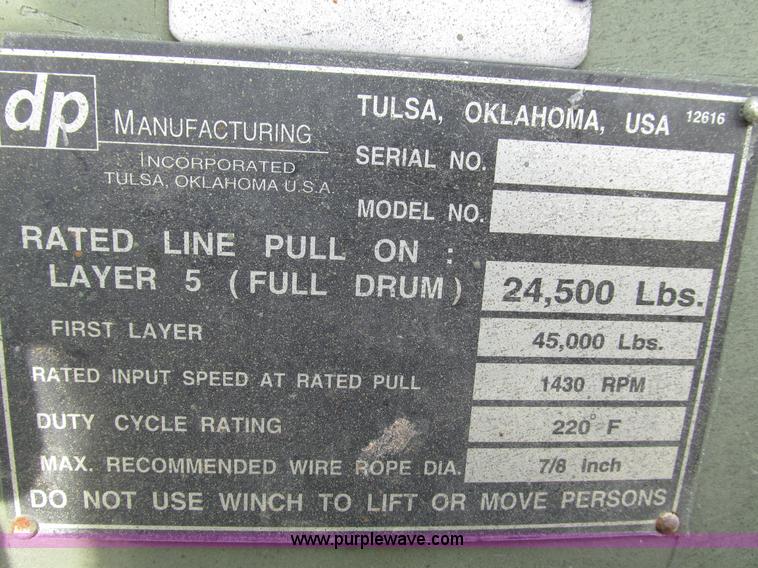 dp MANUFACTURING
INCORPORATED
TULSA, OKLAHOMA U.S.A.
TULSA, OKLAHOMA, USA 12616
SERIAL NO.
MODEL NO.
RATED LINE PULL ON :
LAYER 5 (FULL DRUM) 24,500 Lbs.
FIRST LAYER 45,000 Lbs.
RATED INPUT SPEED AT RATED PULL 1430 RPM
DUTY CYCLE RATING 220° F
MAX. RECOMMENDED WIRE ROPE DIA. 7/8 inch
DO NOT USE WINCH TO LIFT OR MOVE PERSONS
www.purplewave.com